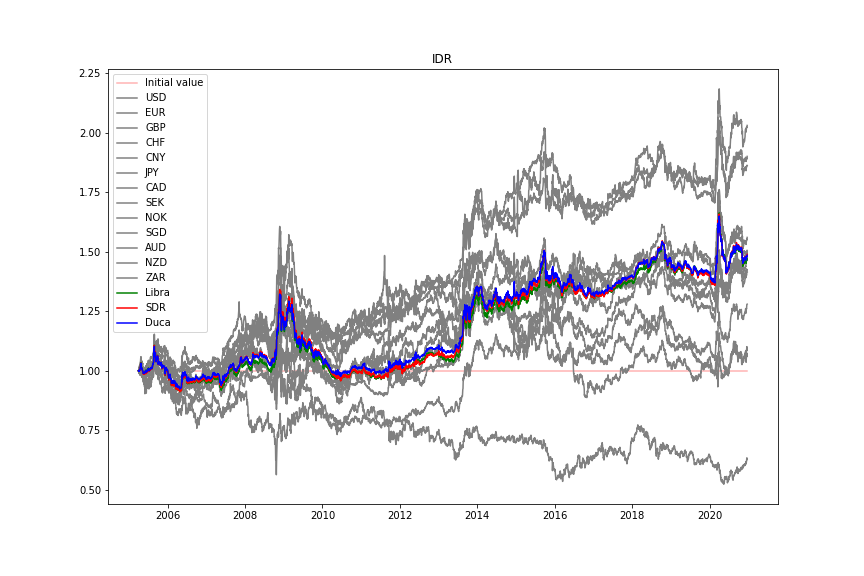 IDR
2.25
2.00
1.75
1.50
1.25
1.00
0.75
0.50
Initial value
USD
EUR
GBP
CHF
CNY
JPY
CAD
SEK
NOK
SGD
AUD
NZD
ZAR
Libra
SDR
Duca
2006 2008 2010 2012 2014 2016 2018 2020